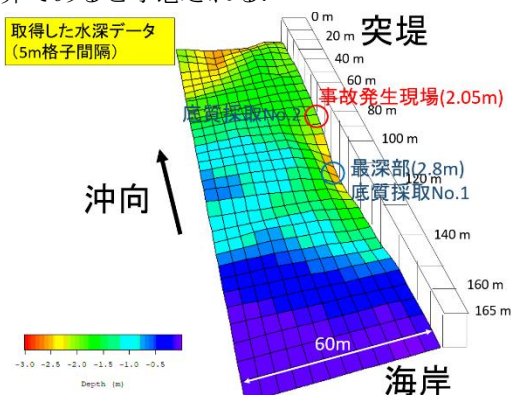 取得した水深データ
（5m格子間隔）
突堤
0 m
20 m
40 m
60 m
事故発生現場(2.05m)
底質採取No.2
80 m
100 m
最深部(2.8m)
120 m
底質採取No.1
沖向
140 m
160 m
165 m
60m
海岸
-3.0 -2.5 -2.0 -1.5 -1.0 -0.5
Depth (m)